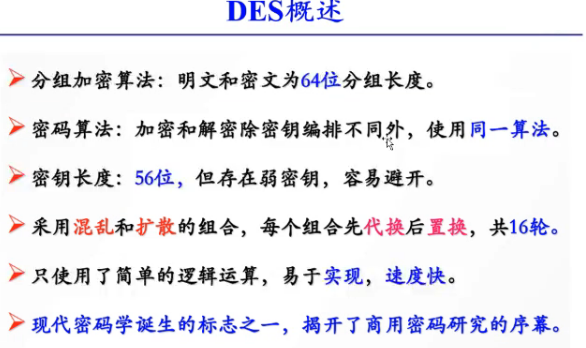 DES概述
分组加密算法：明文和密文为64位分组长度。
密码算法：加密和解密除密钥编排不同外，使用同一算法。
密钥长度：56位，但存在弱密钥，容易避开。
采用混乱和扩散的组合，每个组合先代换后置换，共16轮。
只使用了简单的逻辑运算，易于实现，速度快。
现代密码学诞生的标志之一，揭开了商用密码研究的序幕。